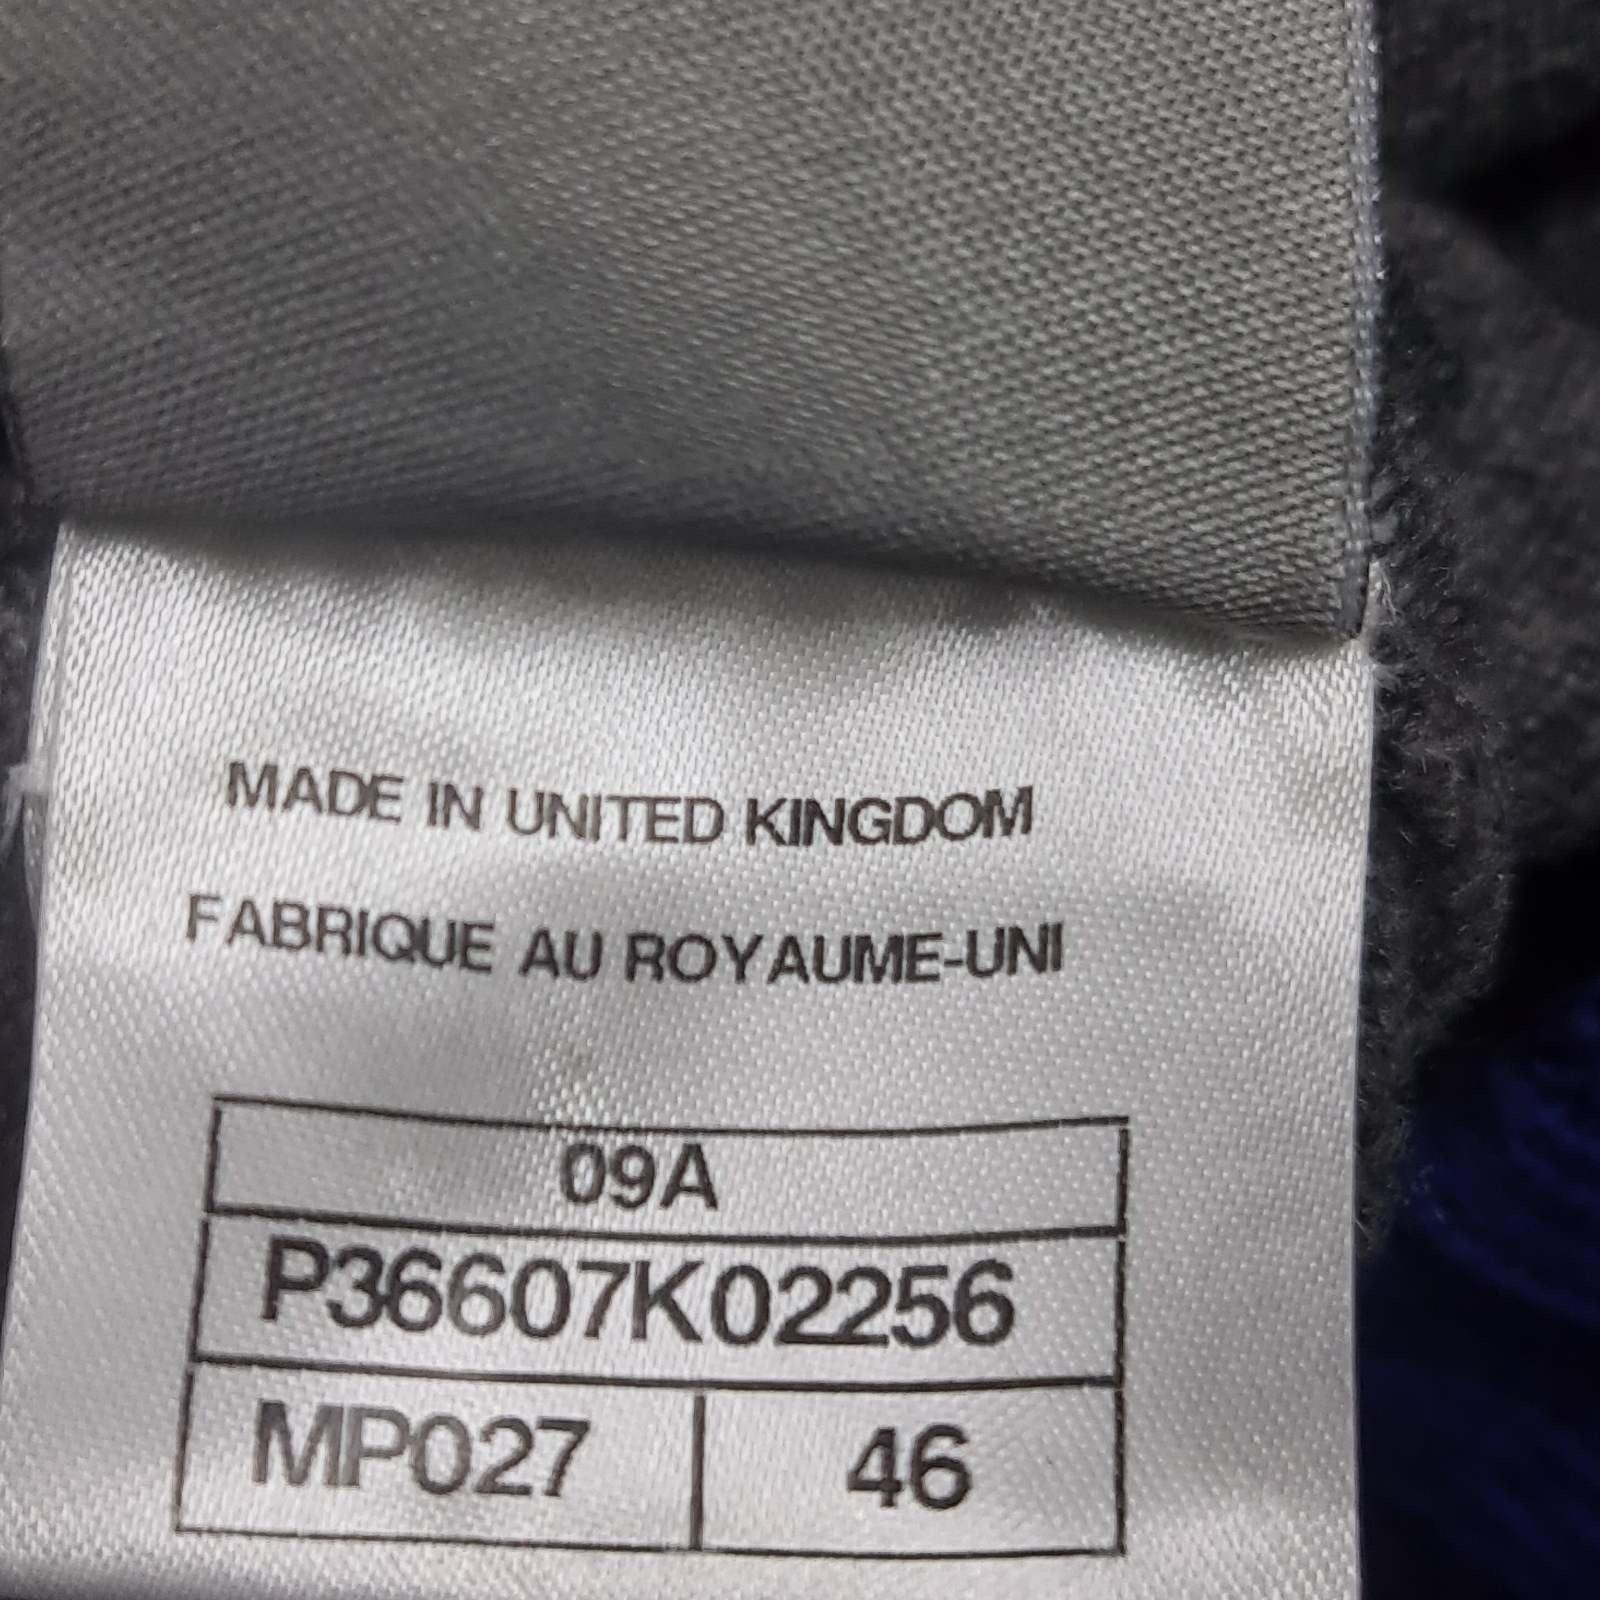 MADE IN UNITED KINGDOM
FABRIQUE AU ROYAUME-UNI
09A
P36607K02256
MP027 46